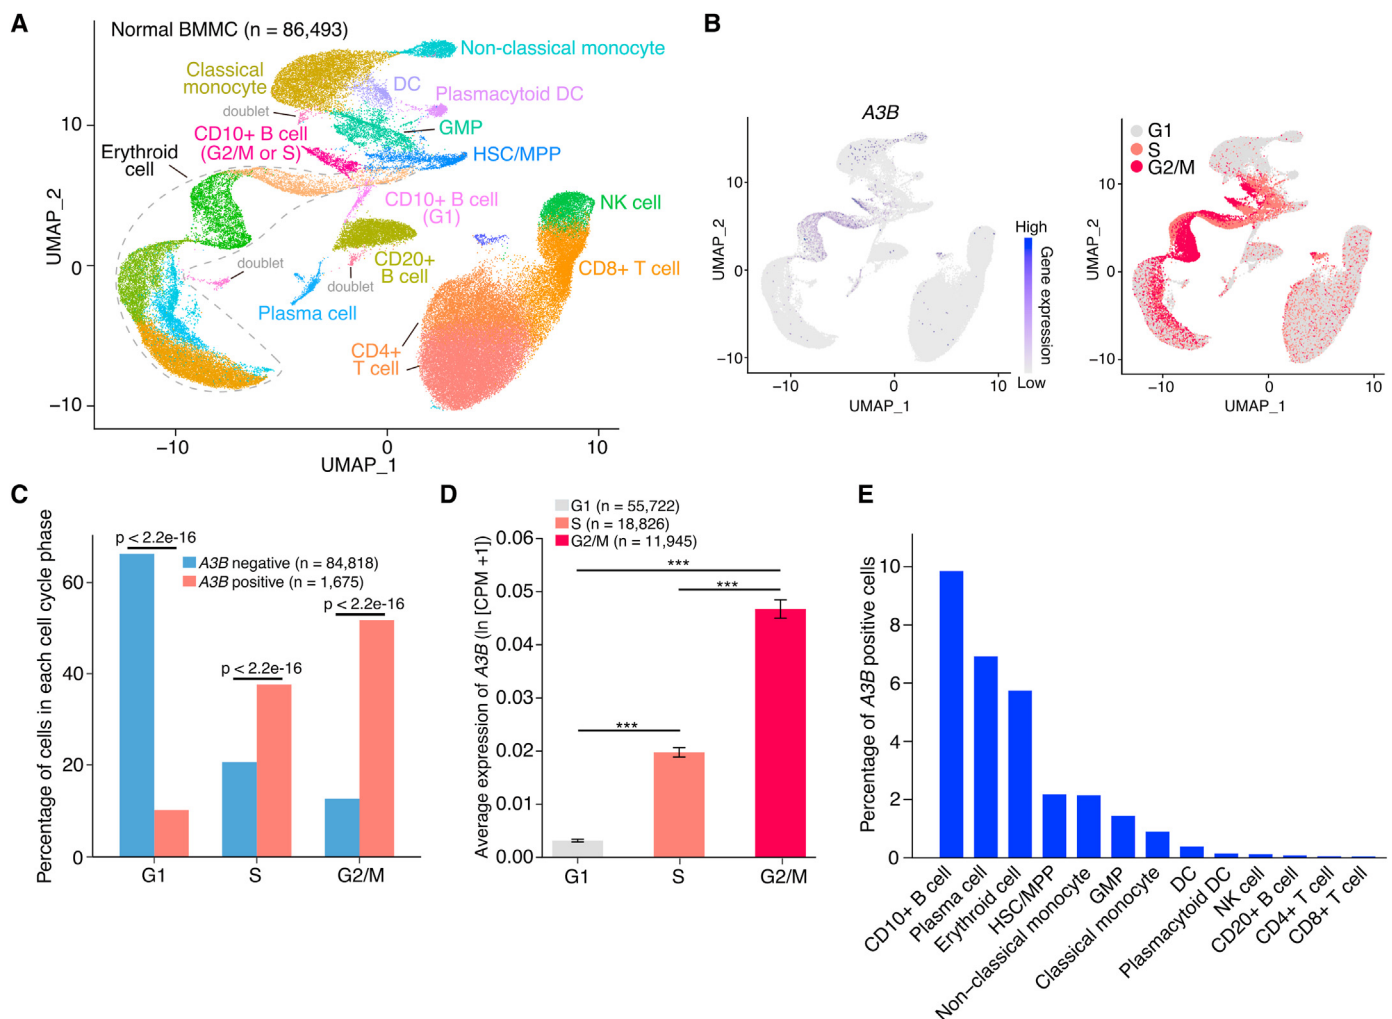 A
Normal BMMC (n = 86,493)
Non-classical monocyte
Classical
monocyte
DC
Plasmacytoid DC
doublet
GMP
CD10+ B cell
(G2/M or S)
HSC/MPP
Erythroid
cell
CD10+ B cell
(G1)
NK cell
CD20+
B cell
CD8+ T cell
doublet
doublet
Plasma cell
CD4+
T cell
10
0
−10
UMAP_2
−10
0
10
UMAP_1
B
A3B
10
0
−10
UMAP_2
−10
0
10
UMAP_1
High
Gene expression
Low
G1
S
G2/M
10
0
−10
UMAP_2
−10
0
10
UMAP_1
C
p < 2.2e-16
A3B negative (n = 84,818)
A3B positive (n = 1,675)
p < 2.2e-16
p < 2.2e-16
60
40
20
0
Percentage of cells in each cell cycle phase
G1
S
G2/M
D
G1 (n = 55,722)
S (n = 18,826)
G2/M (n = 11,945)
***
***
***
0.06
0.05
0.04
0.03
0.02
0.01
0.00
Average expression of A3B (ln [CPM +1])
G1
S
G2/M
E
10
8
6
4
2
0
Percentage of A3B positive cells
CD10+ B cell
Plasma cell
Erythroid cell
HSC/MPP
Non−classical monocyte
GMP
Classical monocyte
DC
Plasmacytoid DC
NK cell
CD20+ B cell
CD4+ T cell
CD8+ T cell